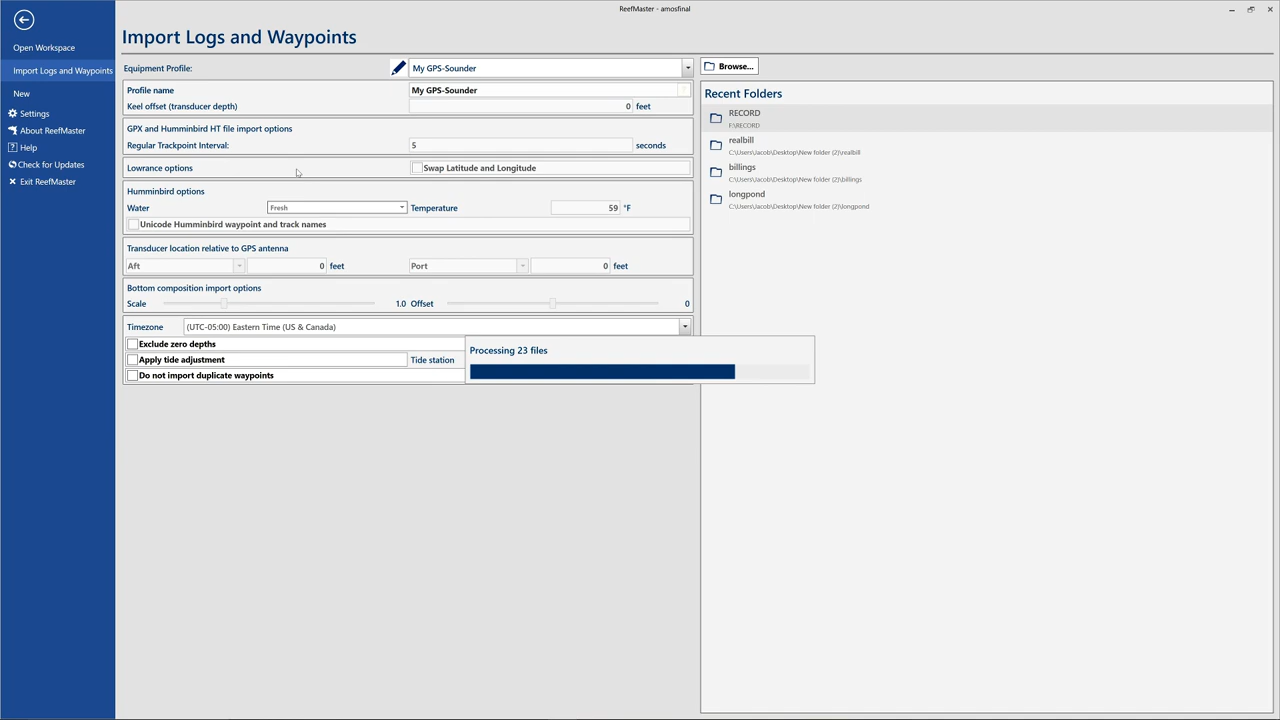 ReefMaster - amosfinal
Open Workspace
Import Logs and Waypoints
New
Settings
About ReefMaster
Help
Check for Updates
Exit ReefMaster
Import Logs and Waypoints
Equipment Profile:
My GPS-Sounder
Profile name
My GPS-Sounder
Keel offset (transducer depth)
0 feet
GPX and Humminbird HT file import options
Regular Trackpoint Interval:
5 seconds
Lowrance options
Swap Latitude and Longitude
Humminbird options
Water
Fresh
Temperature
59 °F
Unicode Humminbird waypoint and track names
Transducer location relative to GPS antenna
Aft
0 feet
Port
0 feet
Bottom composition import options
Scale
1.0
Offset
0
Timezone
(UTC-05:00) Eastern Time (US & Canada)
Exclude zero depths
Apply tide adjustment
Tide station
Do not import duplicate waypoints
Processing 23 files
Browse...
Recent Folders
RECORD
F:\RECORD
realbill
C:\Users\Jacob\Desktop\New folder (2)\realbill
billings
C:\Users\Jacob\Desktop\New folder (2)\billings
longpond
C:\Users\Jacob\Desktop\New folder (2)\longpond